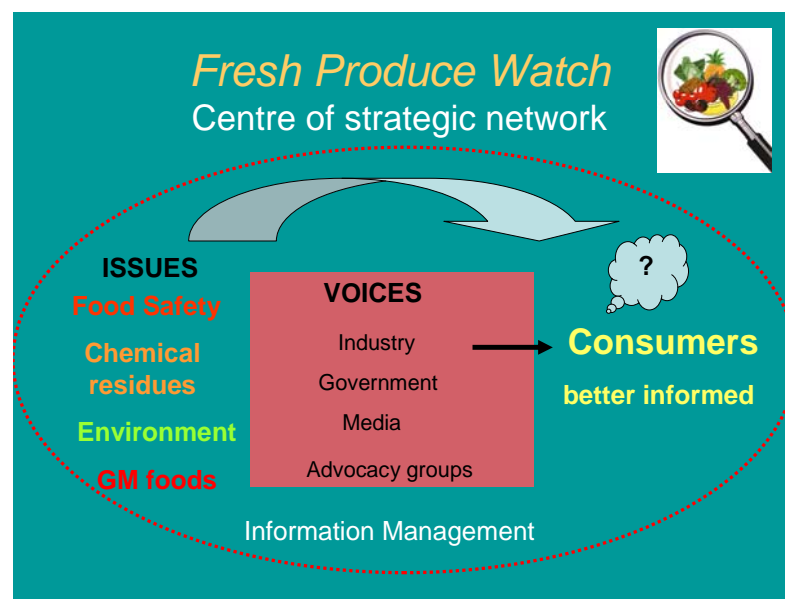 Fresh Produce Watch
Centre of strategic network
ISSUES
Food Safety
Chemical
residues
Environment
GM foods
VOICES
Industry
Government
Media
Advocacy groups
?
Consumers
better informed
Information Management